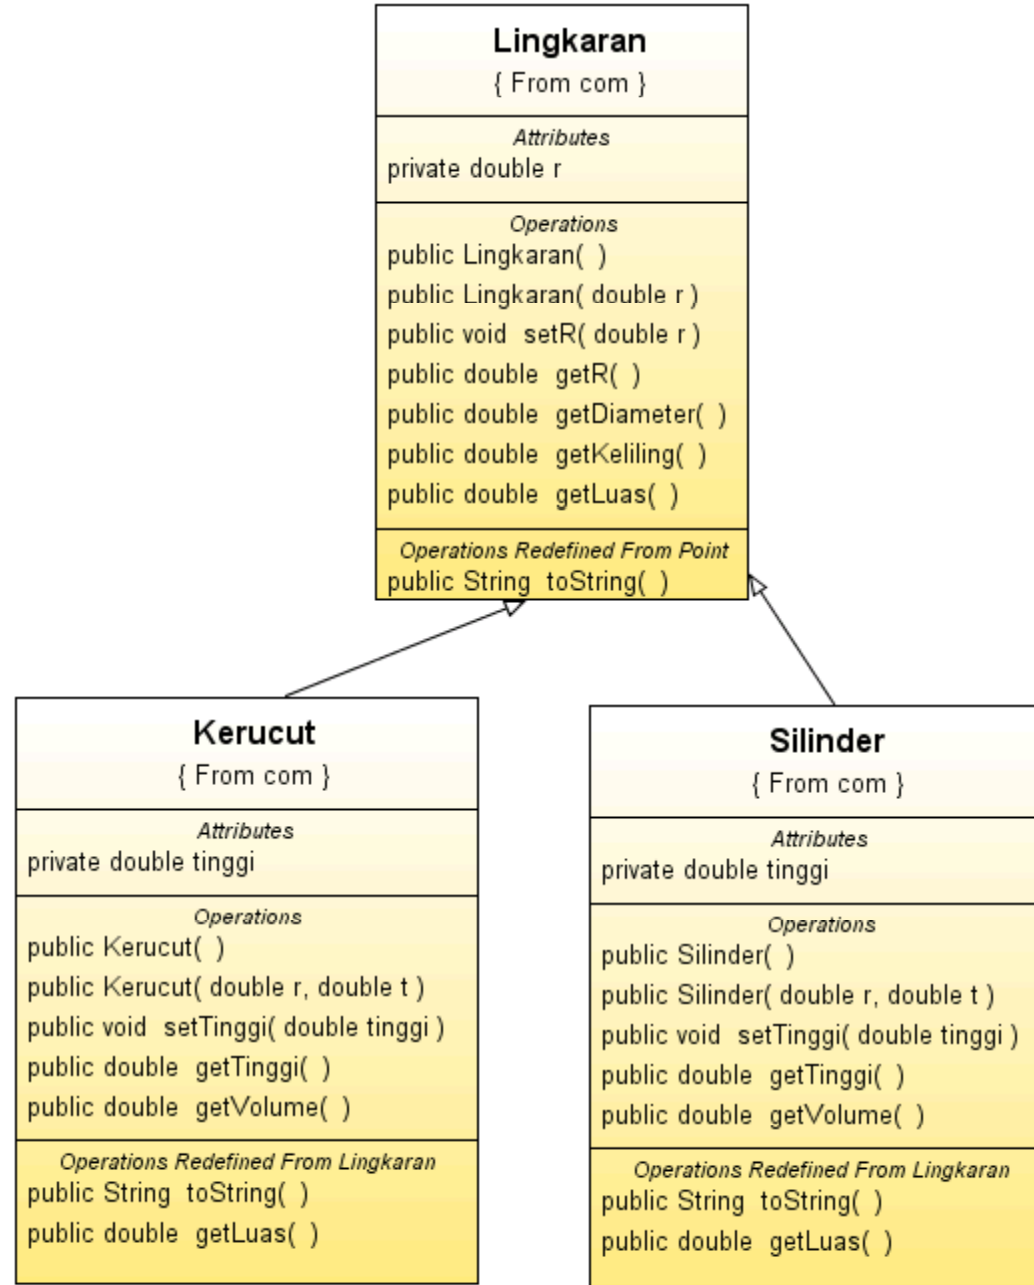 Lingkaran
{ From com }
Attributes
private double r
Operations
public Lingkaran( )
public Lingkaran( double r )
public void setR( double r )
public double getR( )
public double getDiameter( )
public double getKeliling( )
public double getLuas( )
Operations Redefined From Point
public String toString( )
Kerucut
{ From com }
Attributes
private double tinggi
Operations
public Kerucut( )
public Kerucut( double r, double t )
public void setTinggi( double tinggi )
public double getTinggi( )
public double getVolume( )
Operations Redefined From Lingkaran
public String toString( )
public double getLuas( )
Silinder
{ From com }
Attributes
private double tinggi
Operations
public Silinder( )
public Silinder( double r, double t )
public void setTinggi( double tinggi )
public double getTinggi( )
public double getVolume( )
Operations Redefined From Lingkaran
public String toString( )
public double getLuas( )